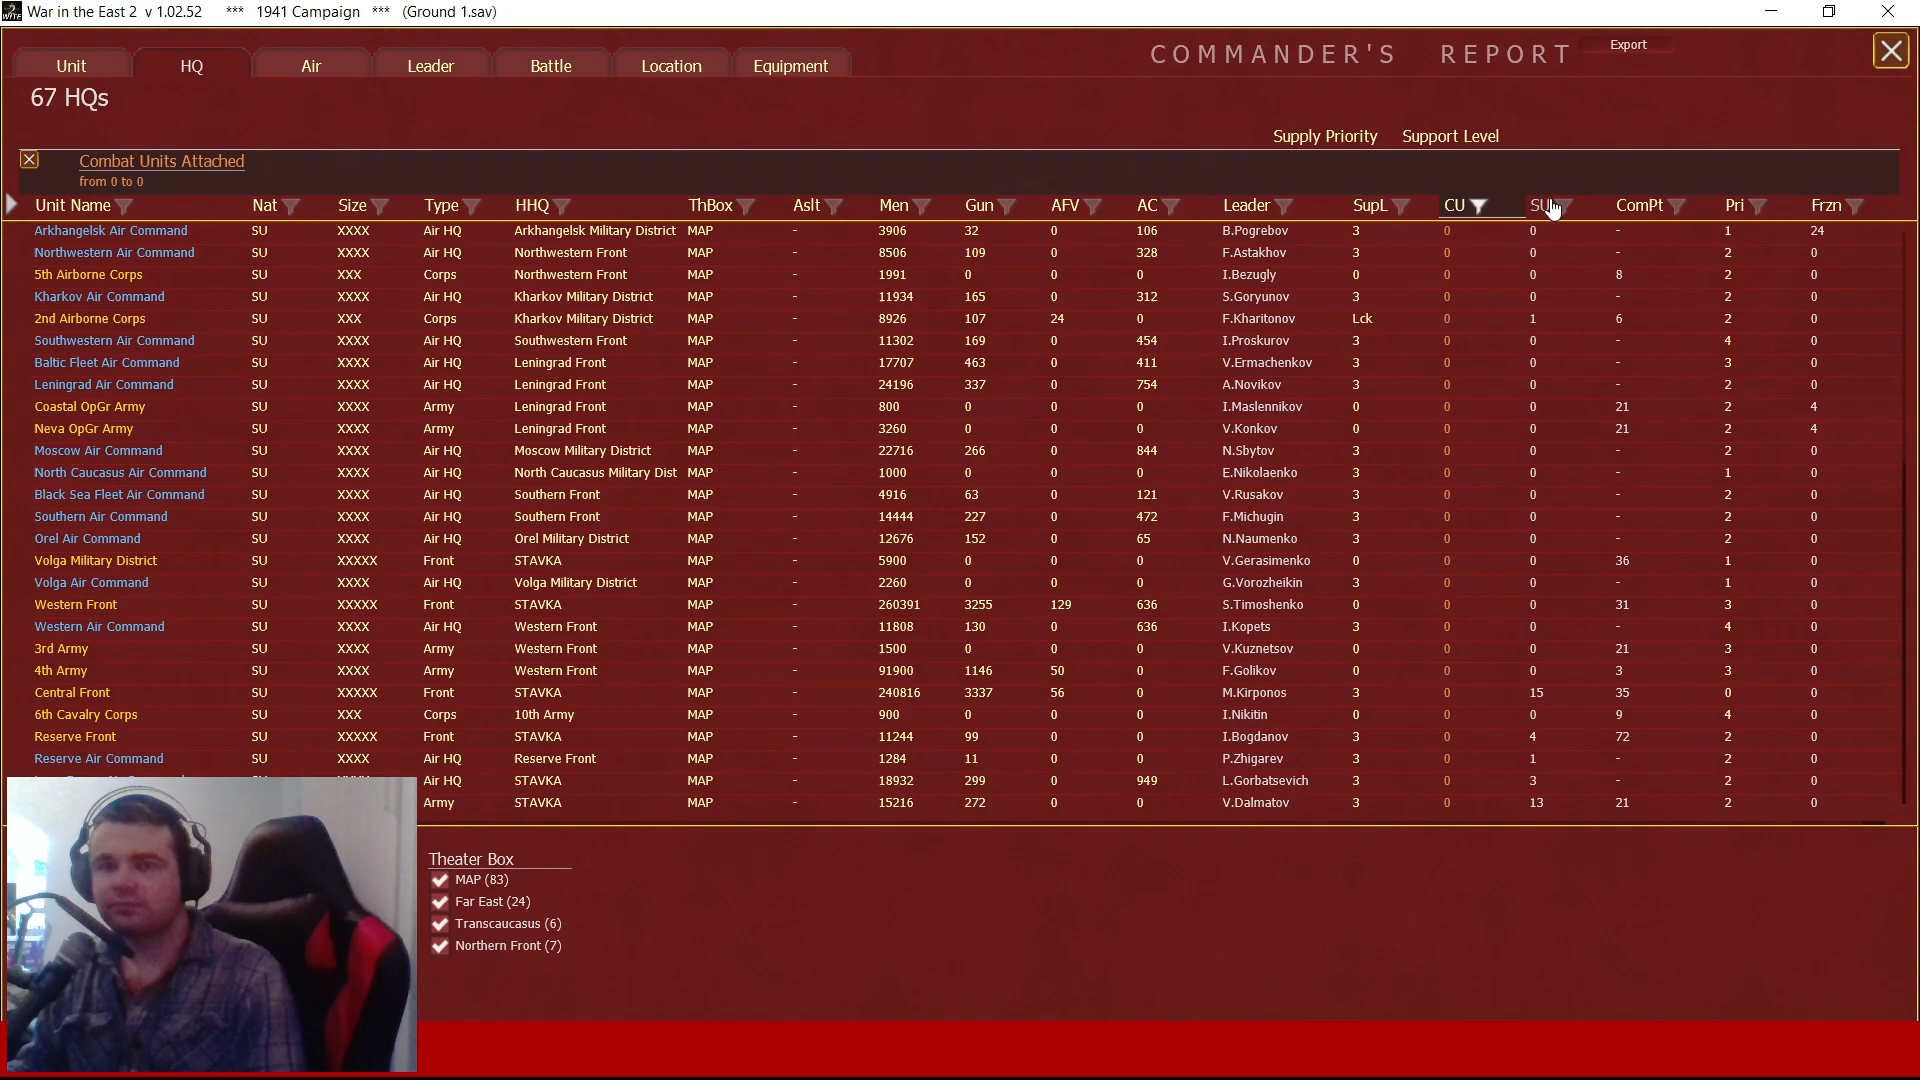 War in the East 2 v 1.02.52 *** 1941 Campaign *** (Ground 1.sav)
Unit HQ Air Leader Battle Location Equipment COMMANDER'S REPORT Export
67 HQs
Supply Priority Support Level
Combat Units Attached
from 0 to 0
Unit Name Nat Size Type HHQ ThBox Aslt Men Gun AFV AC Leader SupL CU SU ComPt Pri Frzn
Arkhangelsk Air Command SU XXXX Air HQ Arkhangelsk Military District MAP - 3906 32 0 106 B.Pogrebov 3 0 0 - 1 24
Northwestern Air Command SU XXXX Air HQ Northwestern Front MAP - 8506 109 0 328 F.Astakhov 3 0 0 - 2 0
5th Airborne Corps SU XXX Corps Northwestern Front MAP - 1991 0 0 0 I.Bezugly 0 0 0 8 2 0
Kharkov Air Command SU XXXX Air HQ Kharkov Military District MAP - 11934 165 0 312 S.Goryunov 3 0 0 - 2 0
2nd Airborne Corps SU XXX Corps Kharkov Military District MAP - 8926 107 24 0 F.Kharitonov Lck 0 1 6 2 0
Southwestern Air Command SU XXXX Air HQ Southwestern Front MAP - 11302 169 0 454 I.Proskurov 3 0 0 - 4 0
Baltic Fleet Air Command SU XXXX Air HQ Leningrad Front MAP - 17707 463 0 411 V.Ermachenkov 3 0 0 - 3 0
Leningrad Air Command SU XXXX Air HQ Leningrad Front MAP - 24196 337 0 754 A.Novikov 3 0 0 - 2 0
Coastal OpGr Army SU XXXX Army Leningrad Front MAP - 800 0 0 0 I.Maslennikov 0 0 0 21 2 4
Neva OpGr Army SU XXXX Army Leningrad Front MAP - 3260 0 0 0 V.Konkov 0 0 0 21 2 4
Moscow Air Command SU XXXX Air HQ Moscow Military District MAP - 22716 266 0 844 N.Sbytov 3 0 0 - 2 0
North Caucasus Air Command SU XXXX Air HQ North Caucasus Military Dist MAP - 1000 0 0 0 E.Nikolaenko 3 0 0 - 1 0
Black Sea Fleet Air Command SU XXXX Air HQ Southern Front MAP - 4916 63 0 121 V.Rusakov 3 0 0 - 2 0
Southern Air Command SU XXXX Air HQ Southern Front MAP - 14444 227 0 472 F.Michugin 3 0 0 - 2 0
Orel Air Command SU XXXX Air HQ Orel Military District MAP - 12676 152 0 65 N.Naumenko 3 0 0 - 2 0
Volga Military District SU XXXXX Front STAVKA MAP - 5900 0 0 0 V.Gerasimenko 0 0 0 36 1 0
Volga Air Command SU XXXX Air HQ Volga Military District MAP - 2260 0 0 0 G.Vorozheikin 3 0 0 - 1 0
Western Front SU XXXXX Front STAVKA MAP - 260391 3255 129 636 S.Timoshenko 0 0 0 31 3 0
Western Air Command SU XXXX Air HQ Western Front MAP - 11808 130 0 636 I.Kopets 3 0 0 - 4 0
3rd Army SU XXXX Army Western Front MAP - 1500 0 0 0 V.Kuznetsov 0 0 0 21 3 0
4th Army SU XXXX Army Western Front MAP - 91900 1146 50 0 F.Golikov 0 0 0 3 3 0
Central Front SU XXXXX Front STAVKA MAP - 240816 3337 56 0 M.Kirponos 3 0 15 35 0 0
6th Cavalry Corps SU XXX Corps 10th Army MAP - 900 0 0 0 I.Nikitin 0 0 0 9 4 0
Reserve Front SU XXXXX Front STAVKA MAP - 11244 99 0 0 I.Bogdanov 3 0 4 72 2 0
Reserve Air Command SU XXXX Air HQ Reserve Front MAP - 1284 11 0 0 P.Zhigarev 3 0 1 - 2 0
Air HQ STAVKA MAP - 18932 299 0 949 L.Gorbatsevich 3 0 3 - 2 0
Army STAVKA MAP - 15216 272 0 0 V.Dalmatov 3 0 13 21 2 0
Theater Box
MAP (83)
Far East (24)
Transcaucasus (6)
Northern Front (7)